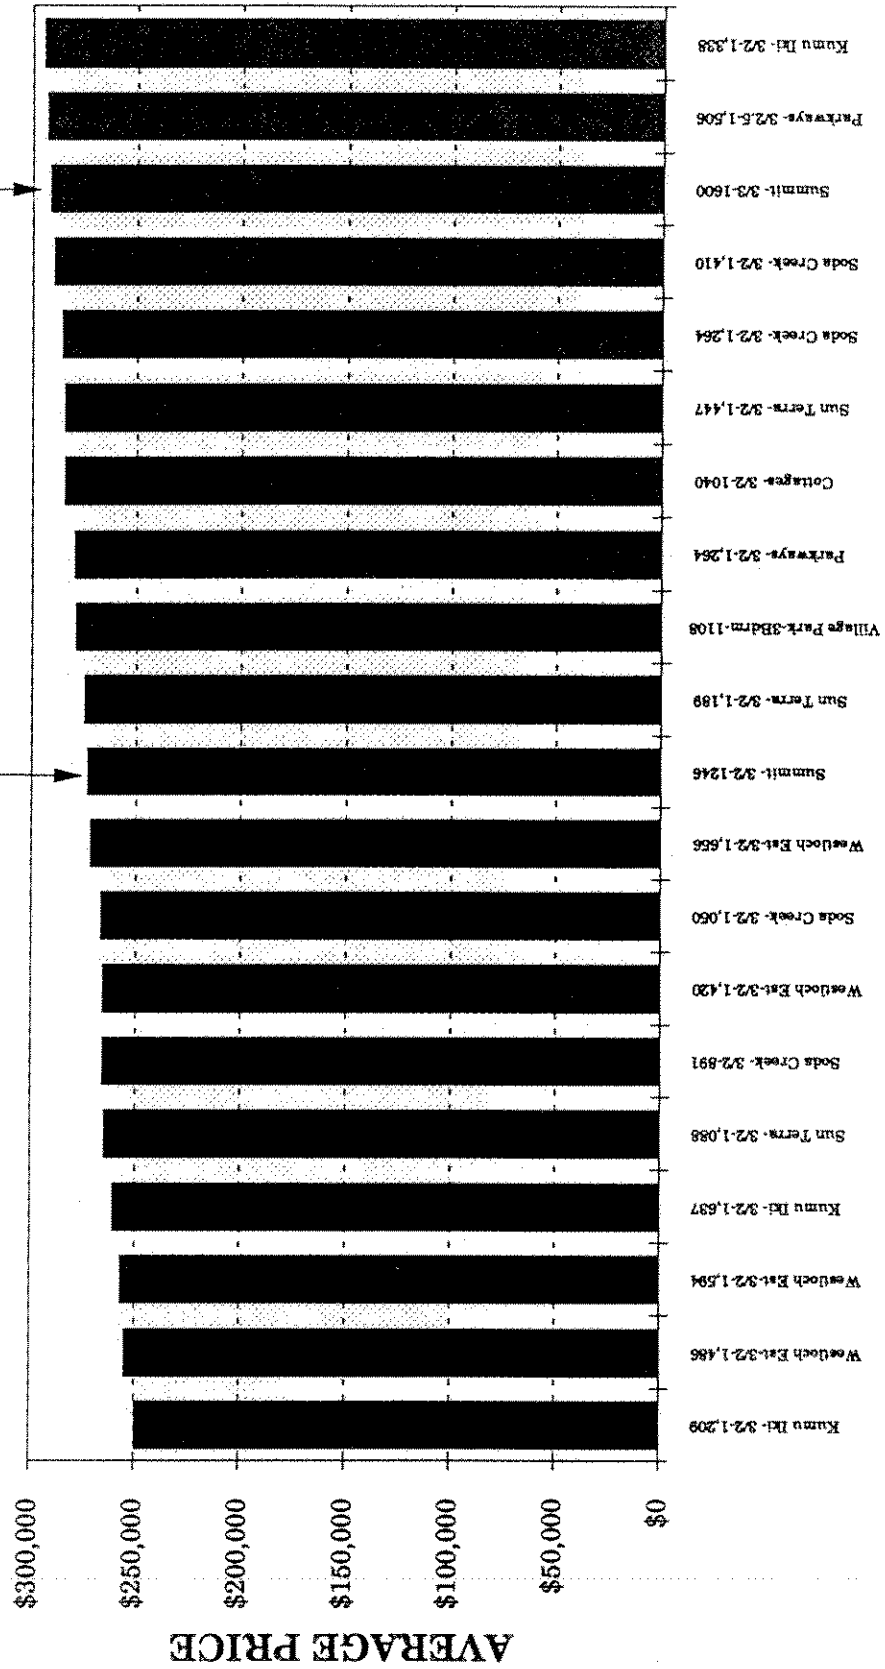 AVERAGE PRICE
$300,000
$250,000
$200,000
$150,000
$100,000
$50,000
$0
Kumu Iki- 3/2-1,209
Westloch Est-3/2-1,486
Westloch Est-3/2-1,594
Kumu Iki- 3/2-1,637
Sun Terra- 3/2-1,088
Soda Creek- 3/2-891
Westloch Est-3/2-1,420
Soda Creek- 3/2-1,050
Westloch Est-3/2-1,656
Summit- 3/2-1246
Sun Terra- 3/2-1,189
Village Park-3Bdrm-1108
Parkways- 3/2-1,264
Cottages- 3/2-1040
Sun Terra- 3/2-1,447
Soda Creek- 3/2-1,264
Soda Creek- 3/2-1,410
Summit- 3/3-1600
Parkways- 3/2.5-1,506
Kumu Iki- 3/2-1,338